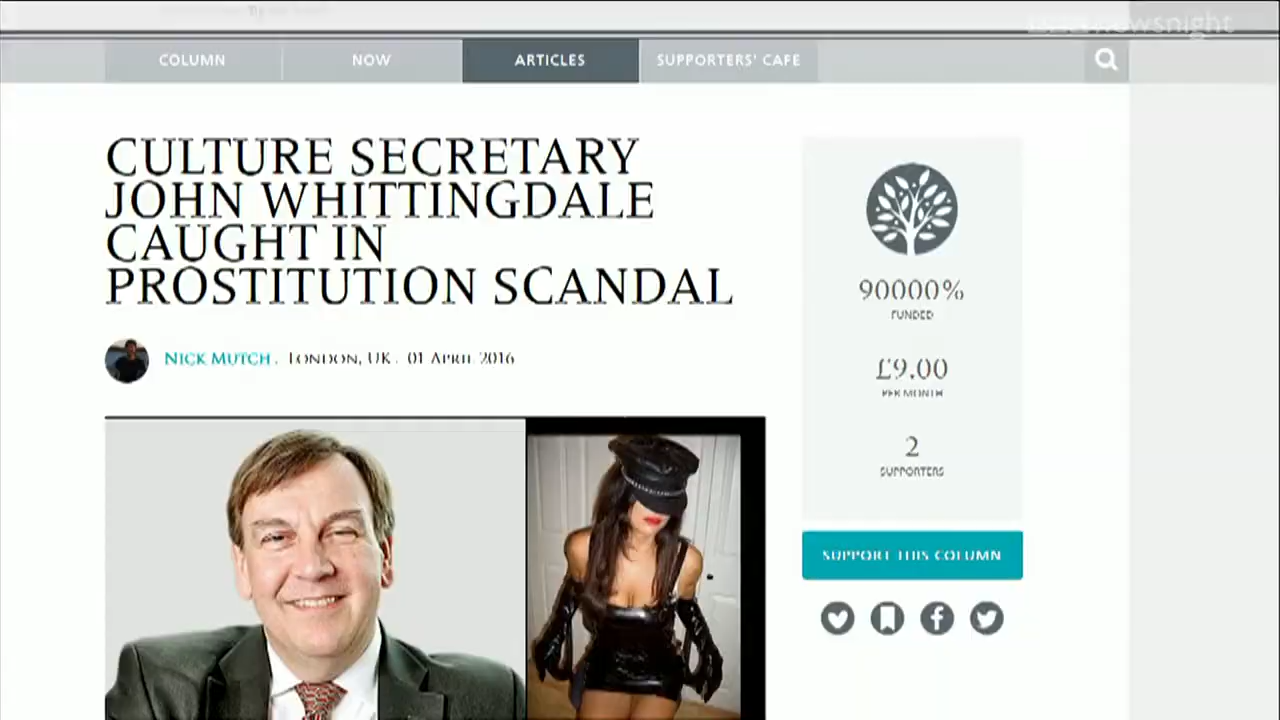 newsnight
COLUMN
NOW
ARTICLES
SUPPORTERS' CAFE
CULTURE SECRETARY
JOHN WHITTINGDALE
CAUGHT IN
PROSTITUTION SCANDAL
NICK MUTCH . LONDON, UK . 01 APRIL 2016
90000%
FUNDED
£9.00
PER MONTH
2
SUPPORTERS
SUPPORT THIS COLUMN